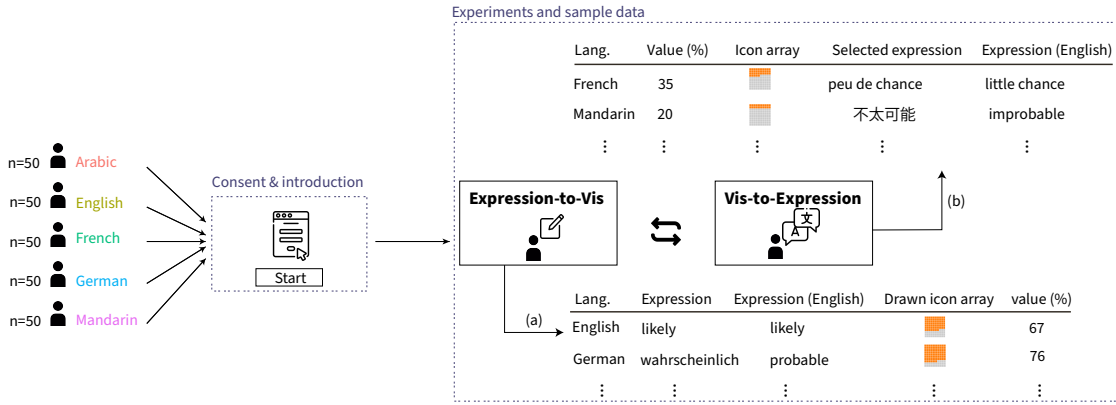 Experiments and sample data
Lang. Value (%) Icon array Selected expression Expression (English)
French 35 peu de chance little chance
Mandarin 20 不太可能 improbable
n=50 Arabic
n=50 English
n=50 French
n=50 German
n=50 Mandarin
Consent & introduction
Start
Expression-to-Vis
Vis-to-Expression
文
A
(b)
(a)
Lang. Expression Expression (English) Drawn icon array value (%)
English likely likely 67
German wahrscheinlich probable 76